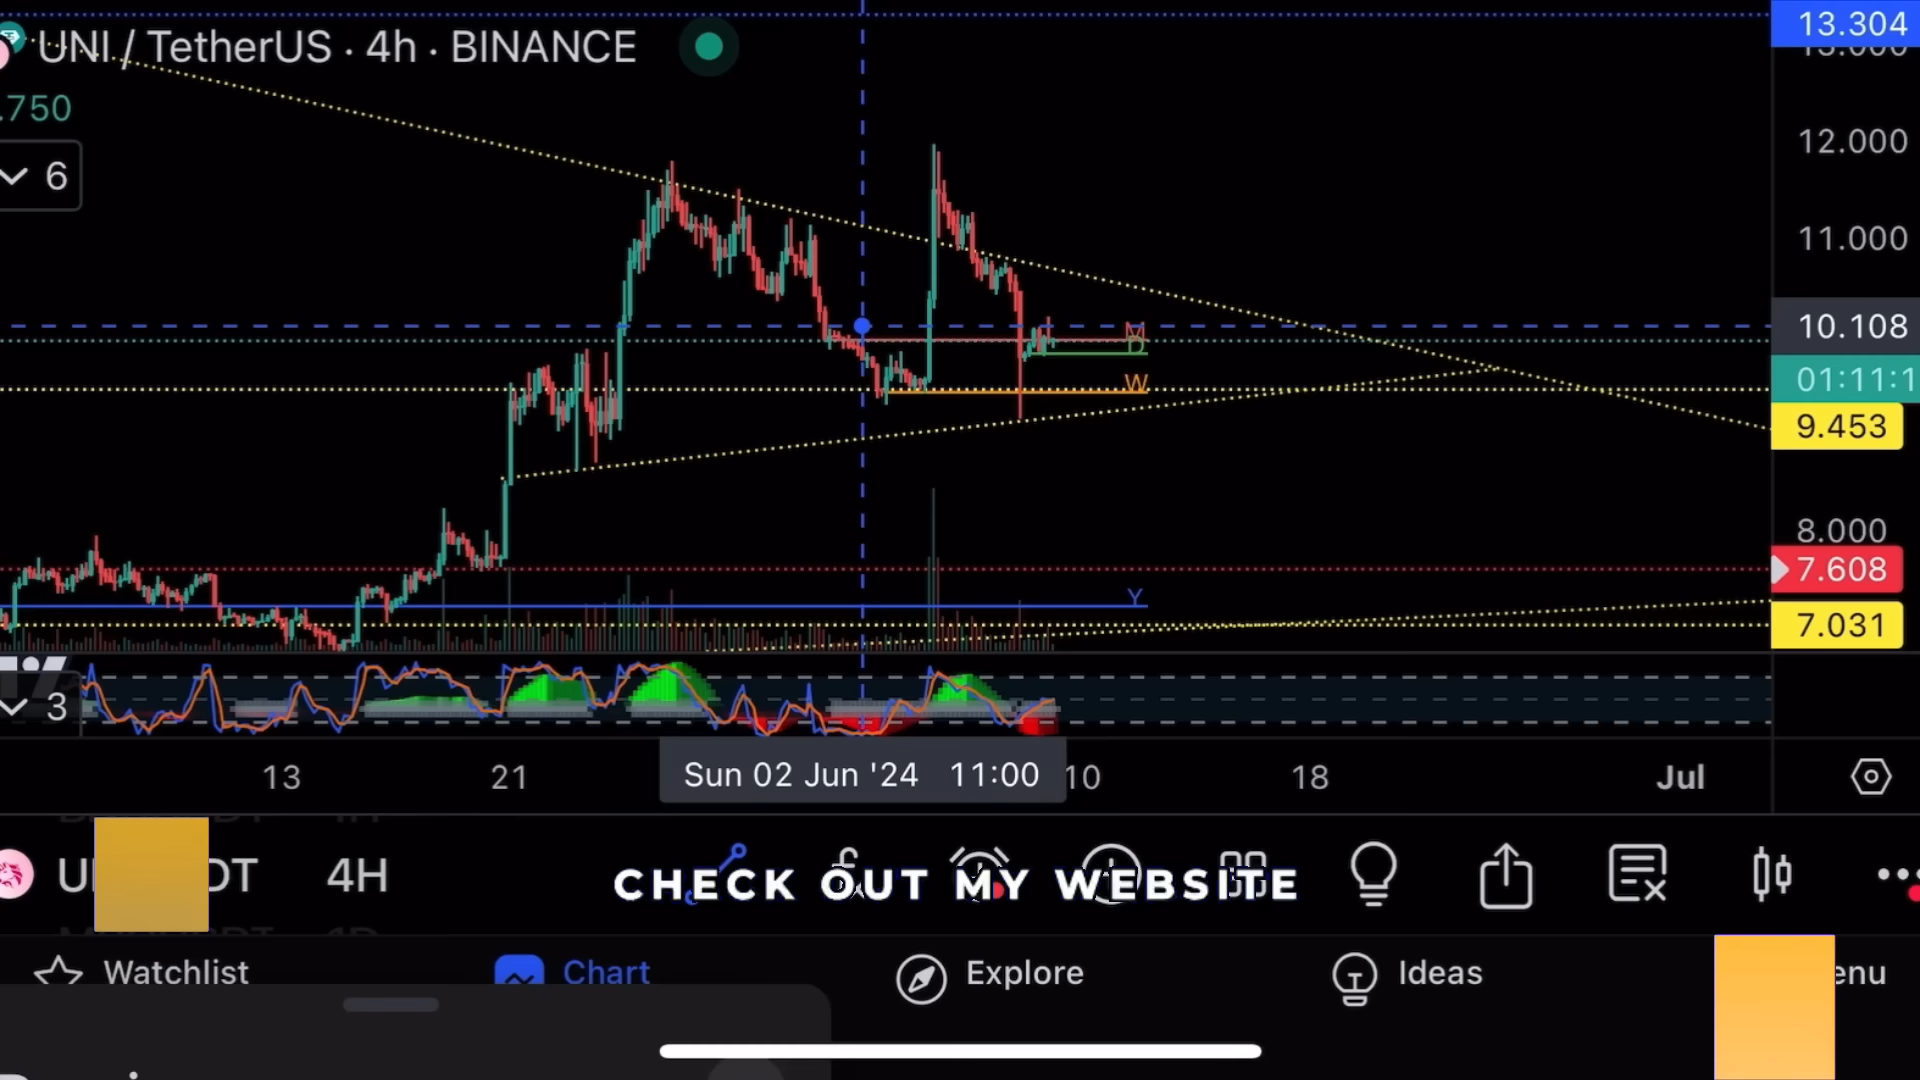 UNI / TetherUS · 4h · BINANCE
13.304
13.000
.750
12.000
6
11.000
M
10.108
D
01:11:1
W
9.453
8.000
7.608
Y
7.031
3
13
21
Sun 02 Jun '24 11:00
10
18
Jul
U
DT
4H
CHECK OUT MY WEBSITE
Watchlist
Chart
Explore
Ideas
enu